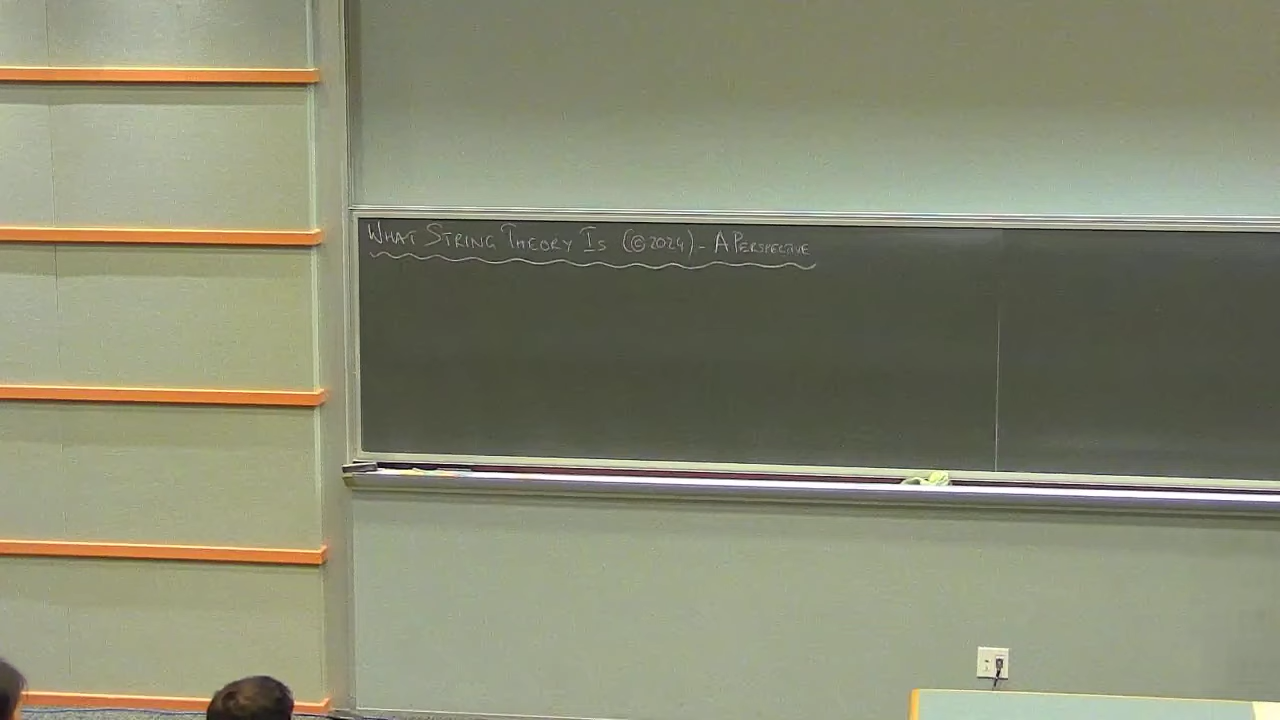 WHAT STRING THEORY IS (©2024) - A PERSPECTIVE